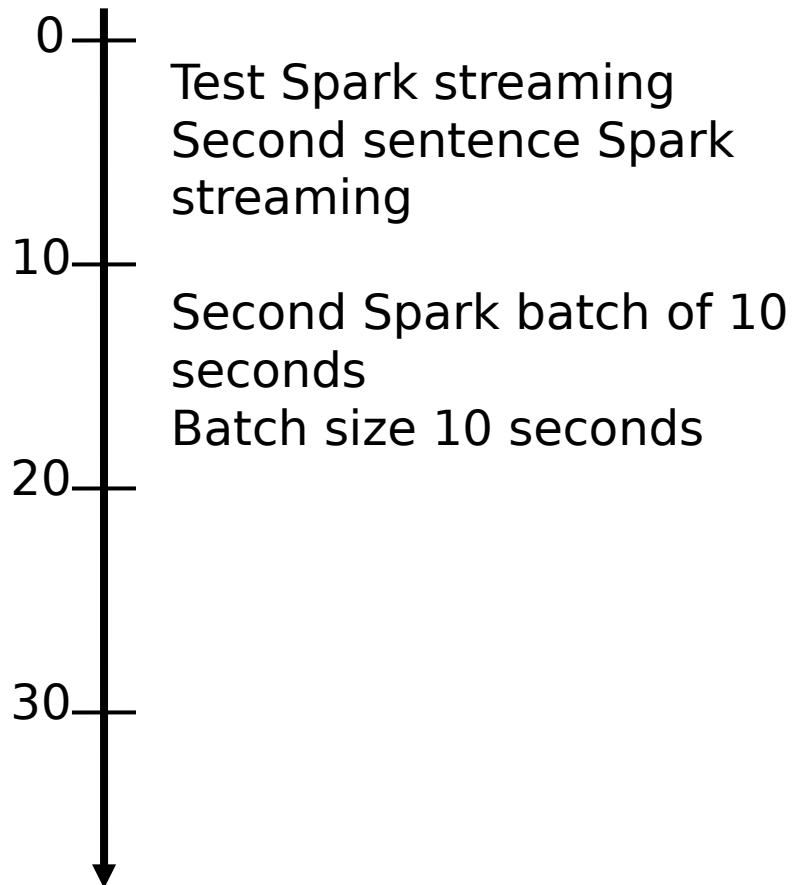 0
Test Spark streaming
Second sentence Spark
streaming
10
Second Spark batch of 10
seconds
Batch size 10 seconds
20
30